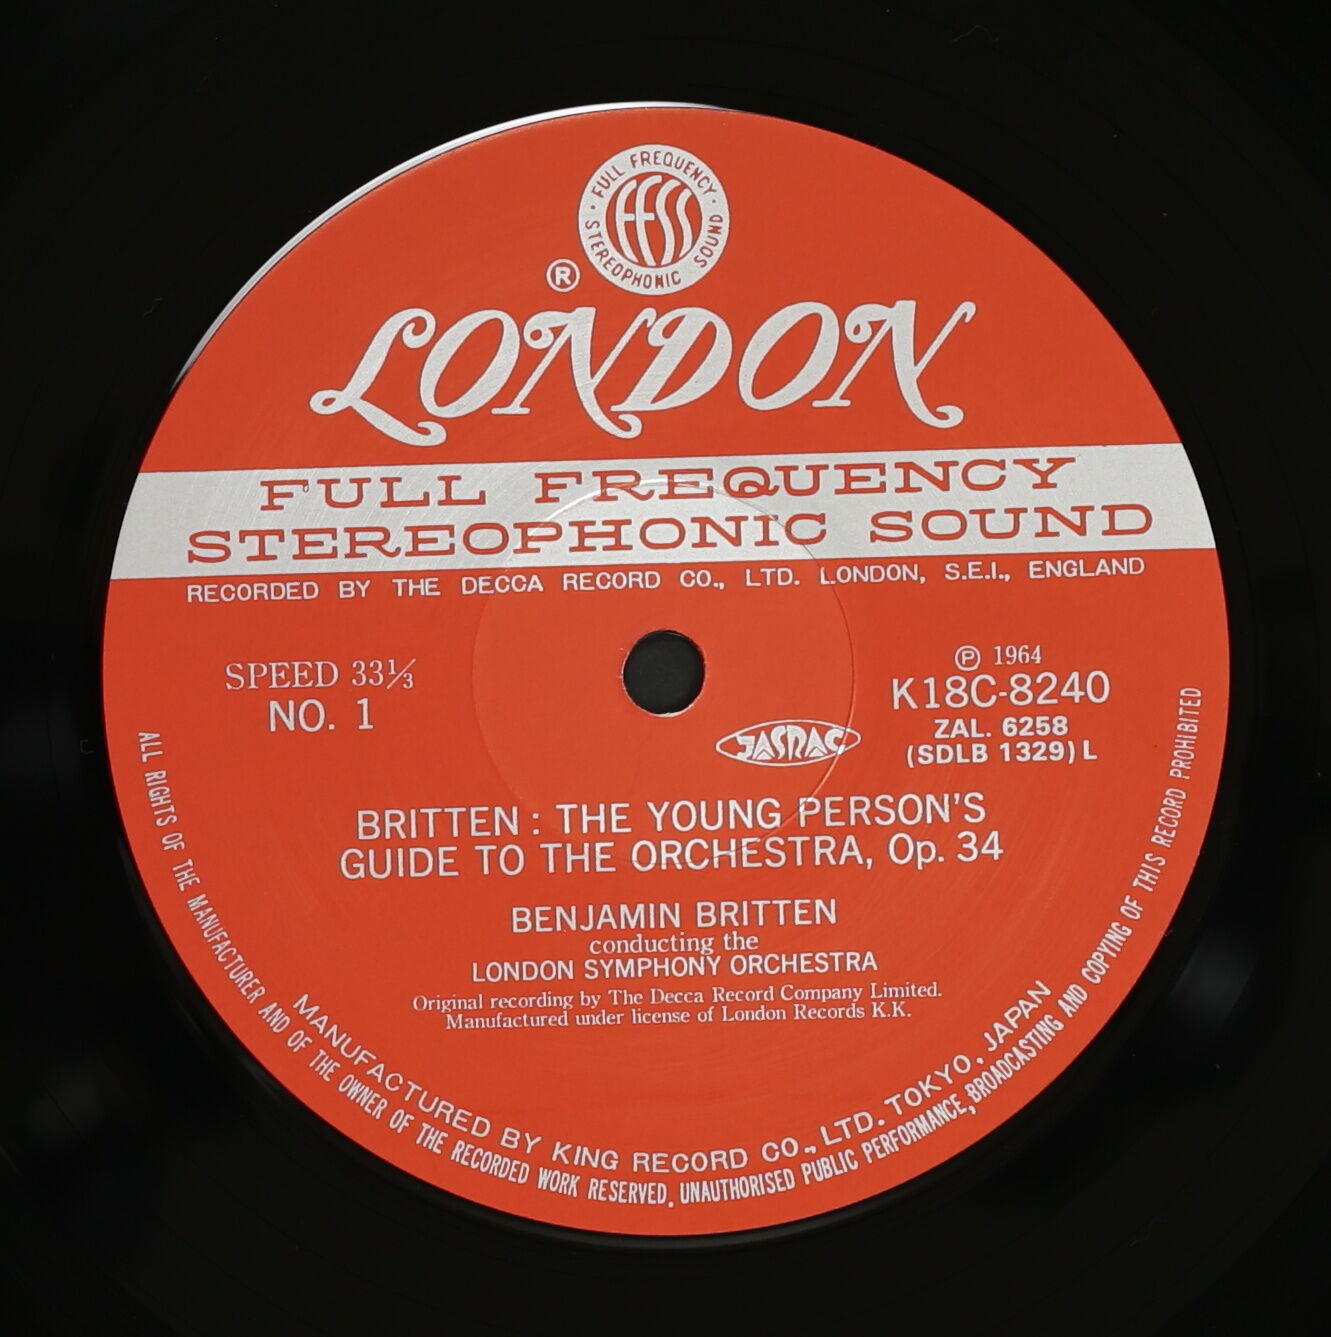 · FULL FREQUENCY ·
FFSS
STEREOPHONIC SOUND
®
LONDON
FULL FREQUENCY
STEREOPHONIC SOUND
RECORDED BY THE DECCA RECORD CO., LTD. LONDON, S.E.I., ENGLAND
SPEED 33⅓
NO. 1
℗ 1964
K18C-8240
ZAL. 6258
(SDLB 1329) L
JASRAC
BRITTEN : THE YOUNG PERSON'S
GUIDE TO THE ORCHESTRA, Op. 34
BENJAMIN BRITTEN
conducting the
LONDON SYMPHONY ORCHESTRA
Original recording by The Decca Record Company Limited.
Manufactured under license of London Records K.K.
MANUFACTURED BY KING RECORD CO., LTD. TOKYO, JAPAN
ALL RIGHTS OF THE MANUFACTURER AND OF THE OWNER OF THE RECORDED WORK RESERVED, UNAUTHORISED PUBLIC PERFORMANCE, BROADCASTING AND COPYING OF THIS RECORD PROHIBITED